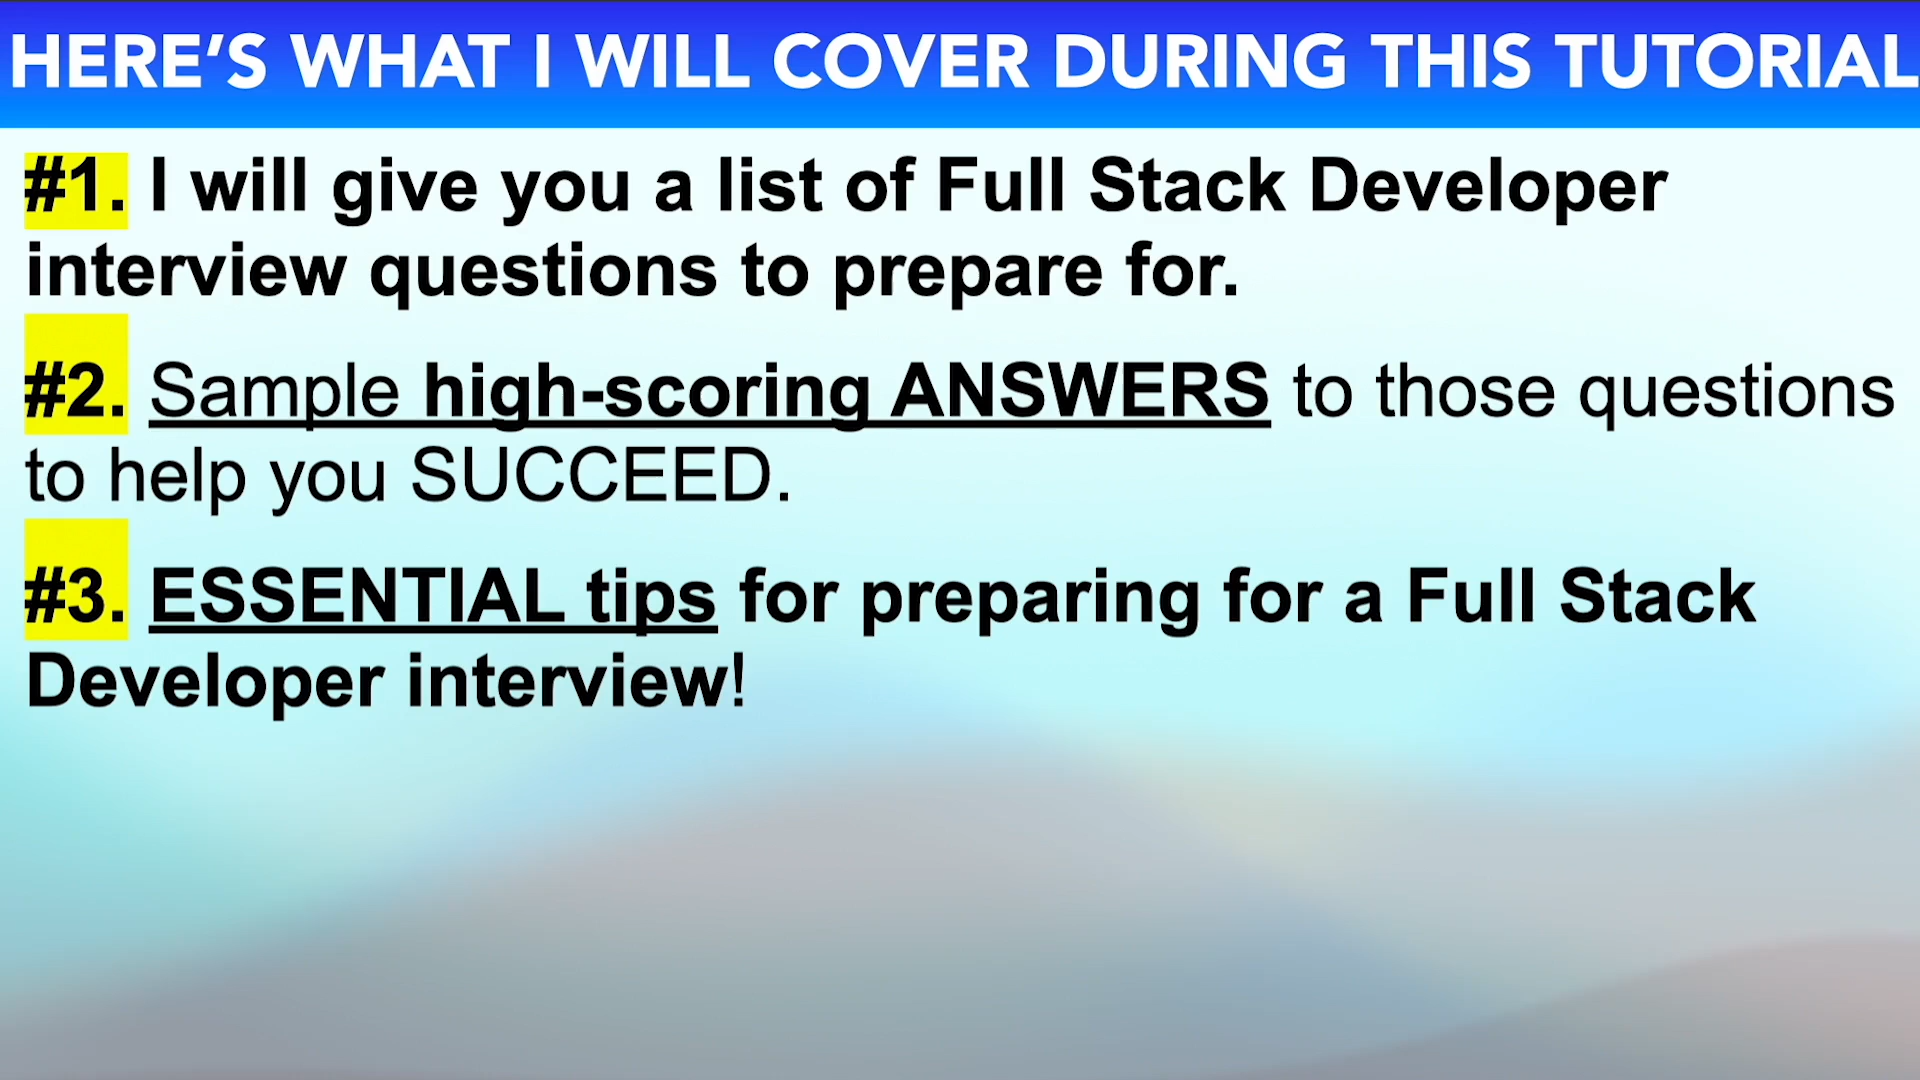 HERE’S WHAT I WILL COVER DURING THIS TUTORIAL
#1. I will give you a list of Full Stack Developer
interview questions to prepare for.
#2. Sample high-scoring ANSWERS to those questions
to help you SUCCEED.
#3. ESSENTIAL tips for preparing for a Full Stack
Developer interview!